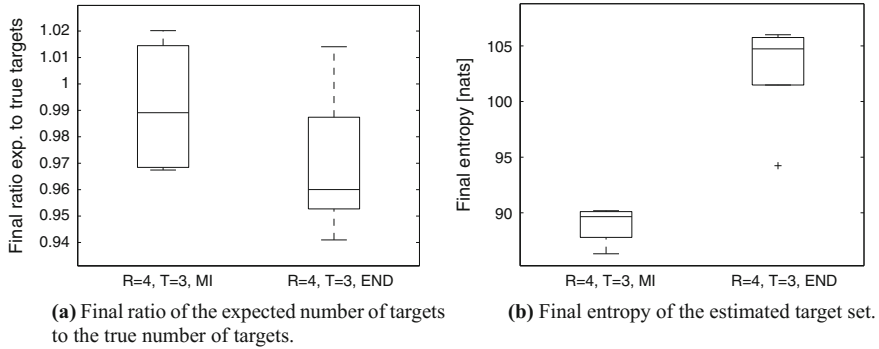 Final ratio exp. to true targets
1.02
1.01
1
0.99
0.98
0.97
0.96
0.95
0.94
R=4, T=3, MI
R=4, T=3, END
(a) Final ratio of the expected number of targets
to the true number of targets.
Final entropy [nats]
105
100
95
90
R=4, T=3, MI
R=4, T=3, END
(b) Final entropy of the estimated target set.